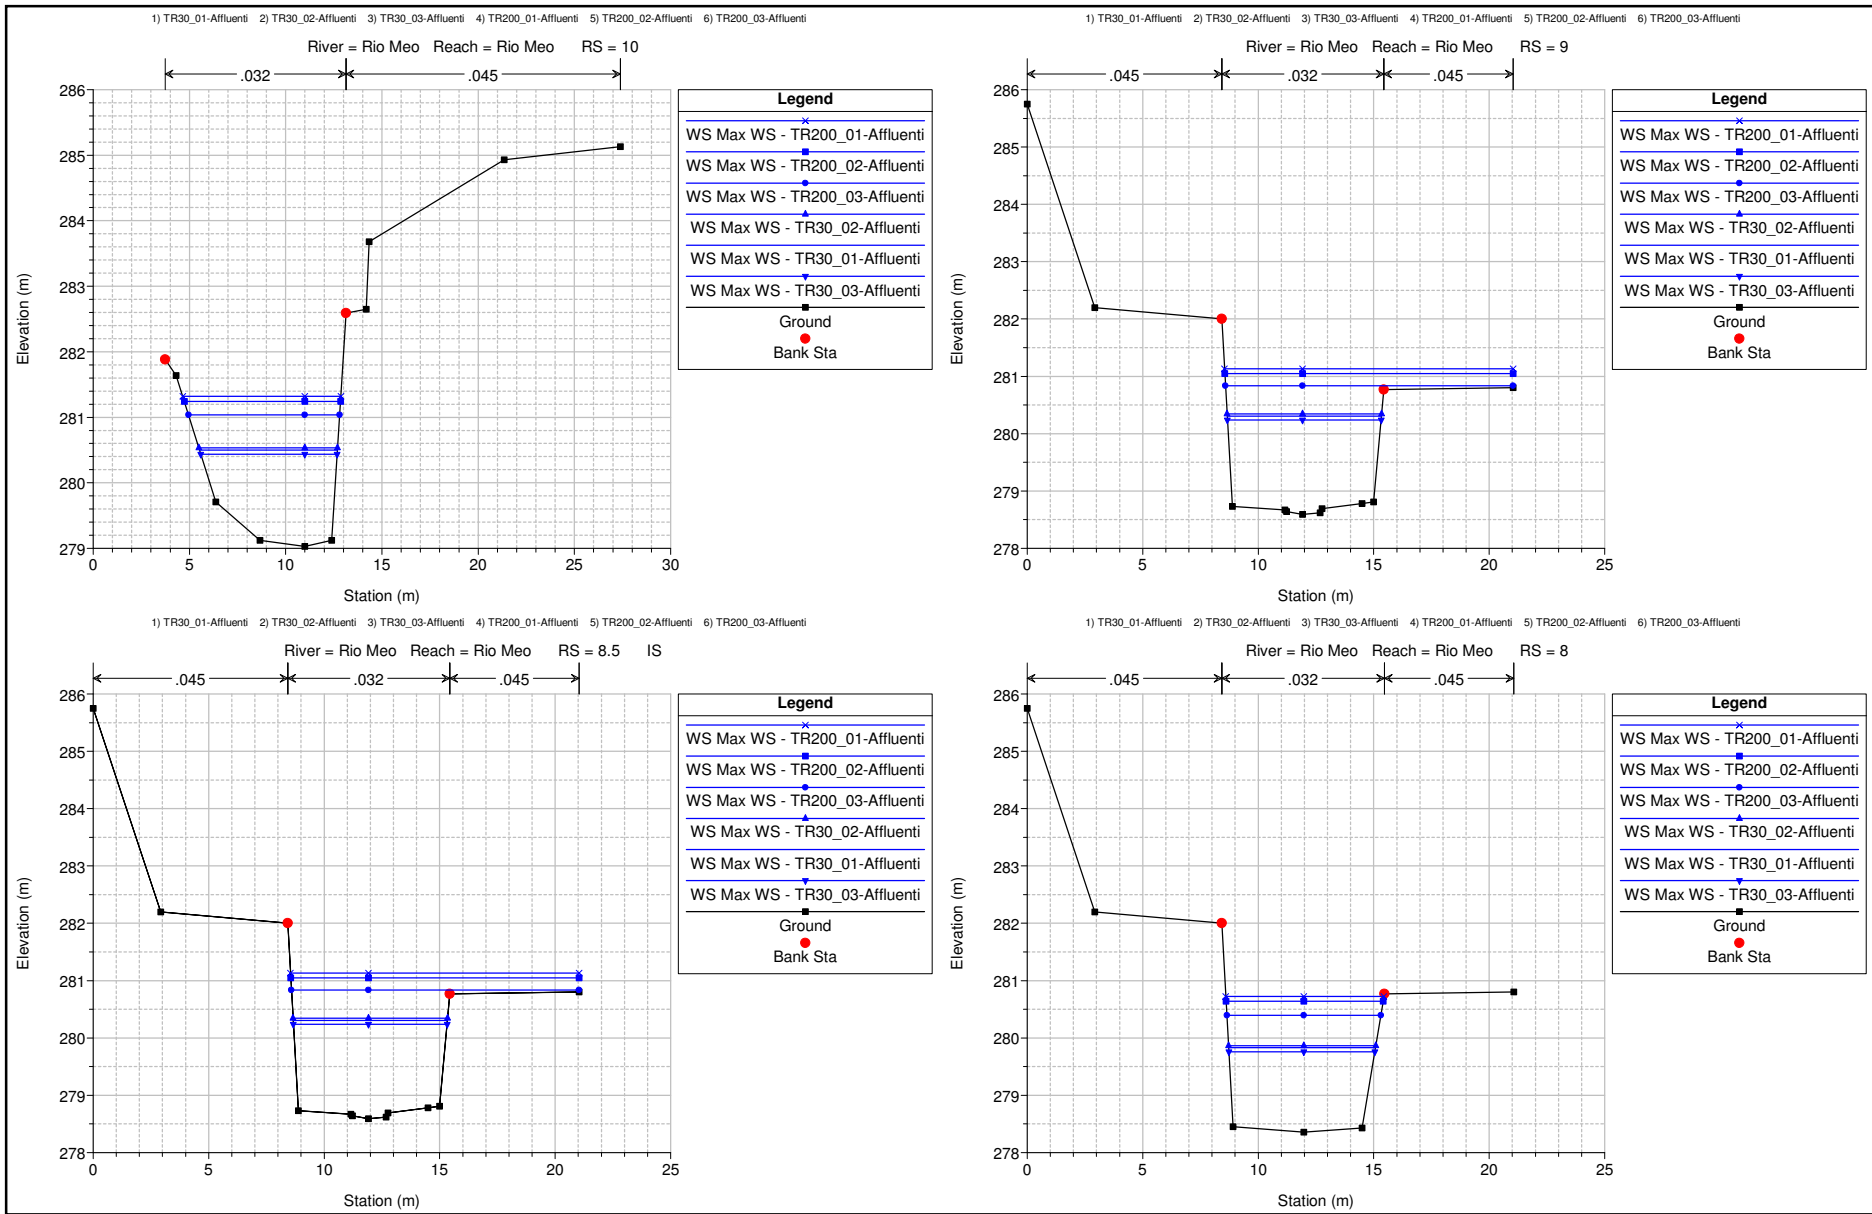 1) TR30_01-Affluenti 2) TR30_02-Affluenti 3) TR30_03-Affluenti 4) TR200_01-Affluenti 5) TR200_02-Affluenti 6) TR200_03-Affluenti
River = Rio Meo Reach = Rio Meo RS = 10
.032 .045
286
285
284
283
282
281
280
279
0 5 10 15 20 25 30
Elevation (m)
Station (m)
Legend
WS Max WS - TR200_01-Affluenti
WS Max WS - TR200_02-Affluenti
WS Max WS - TR200_03-Affluenti
WS Max WS - TR30_02-Affluenti
WS Max WS - TR30_01-Affluenti
WS Max WS - TR30_03-Affluenti
Ground
Bank Sta
1) TR30_01-Affluenti 2) TR30_02-Affluenti 3) TR30_03-Affluenti 4) TR200_01-Affluenti 5) TR200_02-Affluenti 6) TR200_03-Affluenti
River = Rio Meo Reach = Rio Meo RS = 9
.045 .032 .045
286
285
284
283
282
281
280
279
278
0 5 10 15 20 25
Elevation (m)
Station (m)
Legend
WS Max WS - TR200_01-Affluenti
WS Max WS - TR200_02-Affluenti
WS Max WS - TR200_03-Affluenti
WS Max WS - TR30_02-Affluenti
WS Max WS - TR30_01-Affluenti
WS Max WS - TR30_03-Affluenti
Ground
Bank Sta
1) TR30_01-Affluenti 2) TR30_02-Affluenti 3) TR30_03-Affluenti 4) TR200_01-Affluenti 5) TR200_02-Affluenti 6) TR200_03-Affluenti
River = Rio Meo Reach = Rio Meo RS = 8.5 IS
.045 .032 .045
286
285
284
283
282
281
280
279
278
0 5 10 15 20 25
Elevation (m)
Station (m)
Legend
WS Max WS - TR200_01-Affluenti
WS Max WS - TR200_02-Affluenti
WS Max WS - TR200_03-Affluenti
WS Max WS - TR30_02-Affluenti
WS Max WS - TR30_01-Affluenti
WS Max WS - TR30_03-Affluenti
Ground
Bank Sta
1) TR30_01-Affluenti 2) TR30_02-Affluenti 3) TR30_03-Affluenti 4) TR200_01-Affluenti 5) TR200_02-Affluenti 6) TR200_03-Affluenti
River = Rio Meo Reach = Rio Meo RS = 8
.045 .032 .045
286
285
284
283
282
281
280
279
278
0 5 10 15 20 25
Elevation (m)
Station (m)
Legend
WS Max WS - TR200_01-Affluenti
WS Max WS - TR200_02-Affluenti
WS Max WS - TR200_03-Affluenti
WS Max WS - TR30_02-Affluenti
WS Max WS - TR30_01-Affluenti
WS Max WS - TR30_03-Affluenti
Ground
Bank Sta